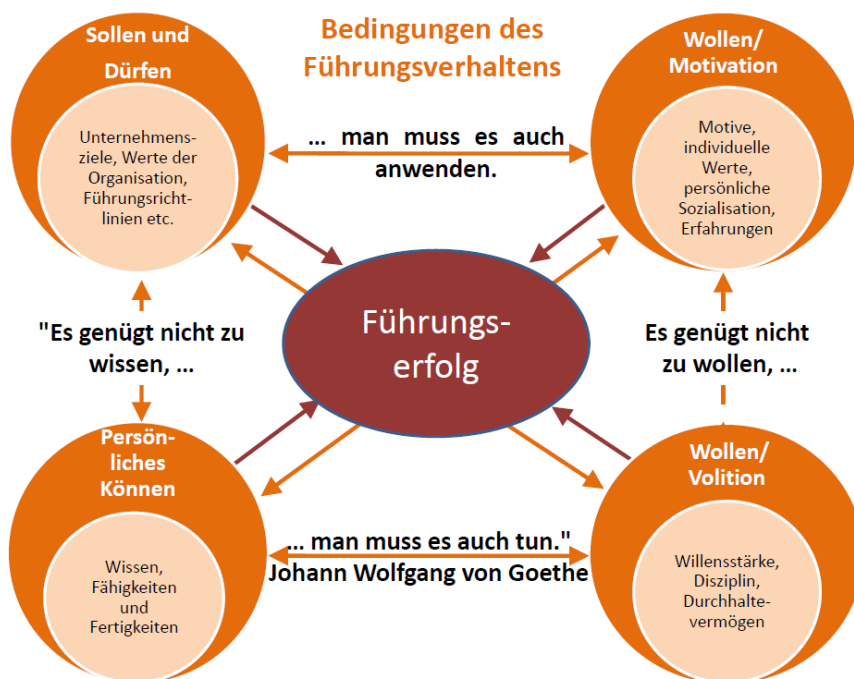 Bedingungen des
Führungsverhaltens
Sollen und
Dürfen
Unternehmens-
ziele, Werte der
Organisation,
Führungsricht-
linien etc.
... man muss es auch
anwenden.
Wollen/
Motivation
Motive,
individuelle
Werte,
persönliche
Sozialisation,
Erfahrungen
"Es genügt nicht zu
wissen, ...
Führungs-
erfolg
Es genügt nicht
zu wollen, ...
Persön-
liches
Können
Wissen,
Fähigkeiten
und
Fertigkeiten
... man muss es auch tun."
Johann Wolfgang von Goethe
Wollen/
Volition
Willensstärke,
Disziplin,
Durchhalte-
vermögen